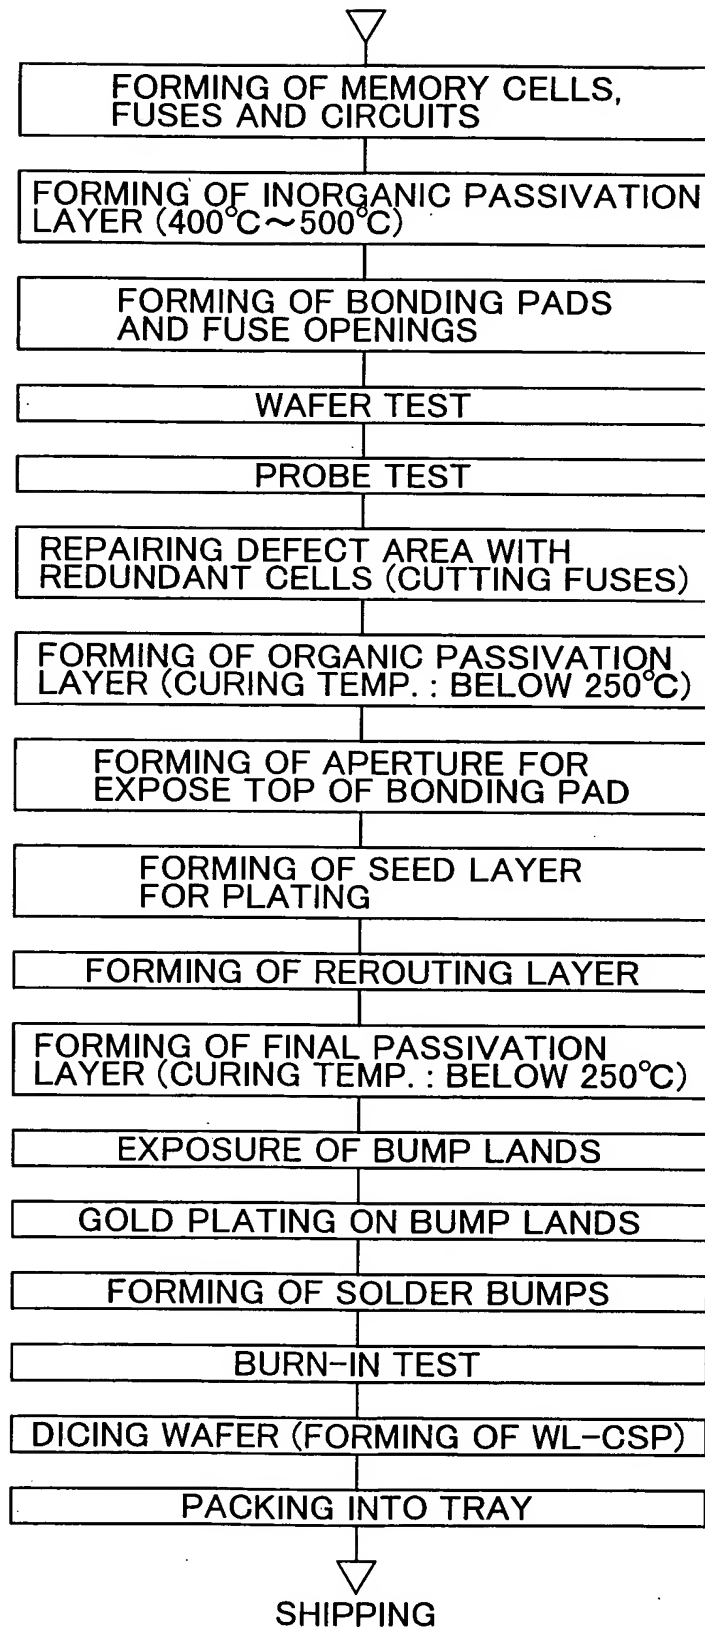 FORMING OF MEMORY CELLS,
FUSES AND CIRCUITS
FORMING OF INORGANIC PASSIVATION
LAYER (400℃~500℃)
FORMING OF BONDING PADS
AND FUSE OPENINGS
WAFER TEST
PROBE TEST
REPAIRING DEFECT AREA WITH
REDUNDANT CELLS (CUTTING FUSES)
FORMING OF ORGANIC PASSIVATION
LAYER (CURING TEMP. : BELOW 250℃)
FORMING OF APERTURE FOR
EXPOSE TOP OF BONDING PAD
FORMING OF SEED LAYER
FOR PLATING
FORMING OF REROUTING LAYER
FORMING OF FINAL PASSIVATION
LAYER (CURING TEMP. : BELOW 250℃)
EXPOSURE OF BUMP LANDS
GOLD PLATING ON BUMP LANDS
FORMING OF SOLDER BUMPS
BURN-IN TEST
DICING WAFER (FORMING OF WL-CSP)
PACKING INTO TRAY
SHIPPING